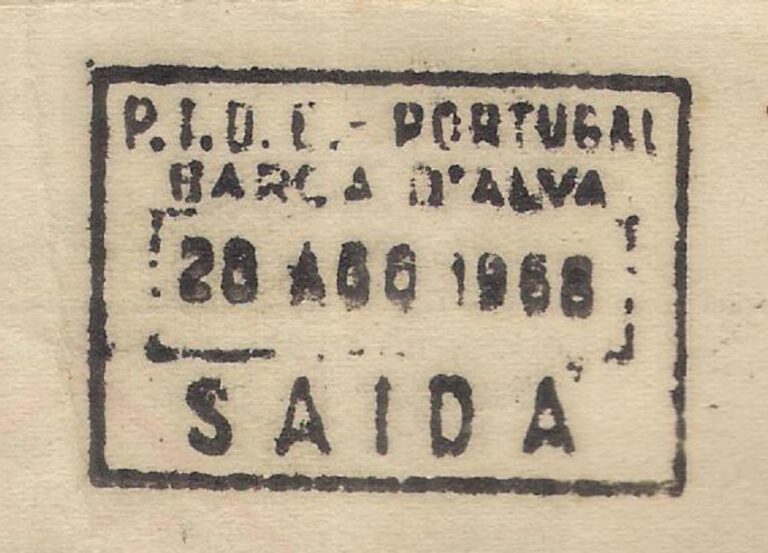 P.I.D.E.- PORTUGAL
BARCA D'ALVA
28 AGO 1968
SAIDA